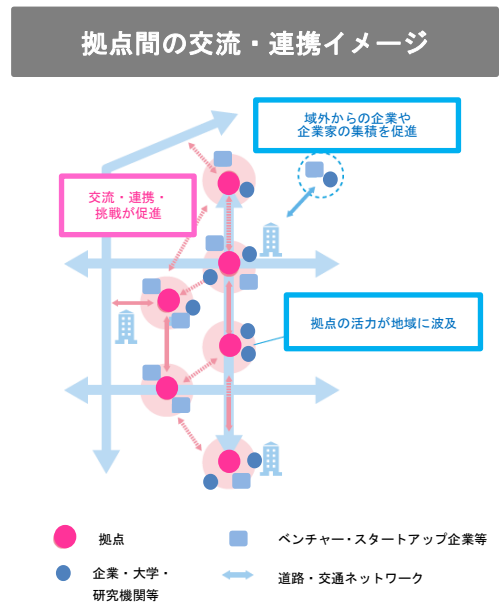 拠点間の交流・連携イメージ
域外からの企業や
企業家の集積を促進
交流・連携・
挑戦が促進
拠点の活力が地域に波及
拠点
ベンチャー・スタートアップ企業等
企業・大学・
研究機関等
道路・交通ネットワーク